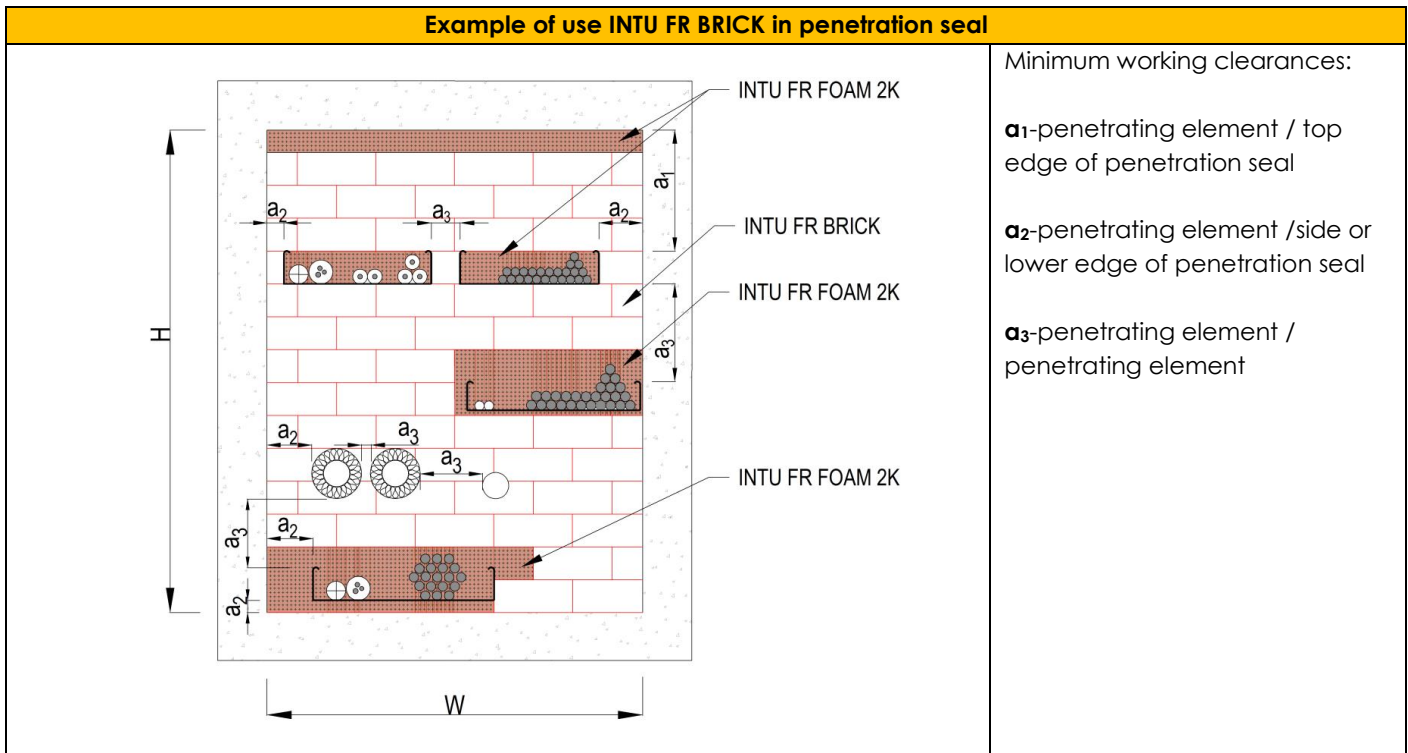 Example of use INTU FR BRICK in penetration seal
INTU FR FOAM 2K
INTU FR BRICK
INTU FR FOAM 2K
INTU FR FOAM 2K
H
W
a1
a2
a3
a2
a3
a2
a3
a3
a3
a2
a2
Minimum working clearances:
a1-penetrating element / top
edge of penetration seal
a2-penetrating element /side or
lower edge of penetration seal
a3-penetrating element /
penetrating element